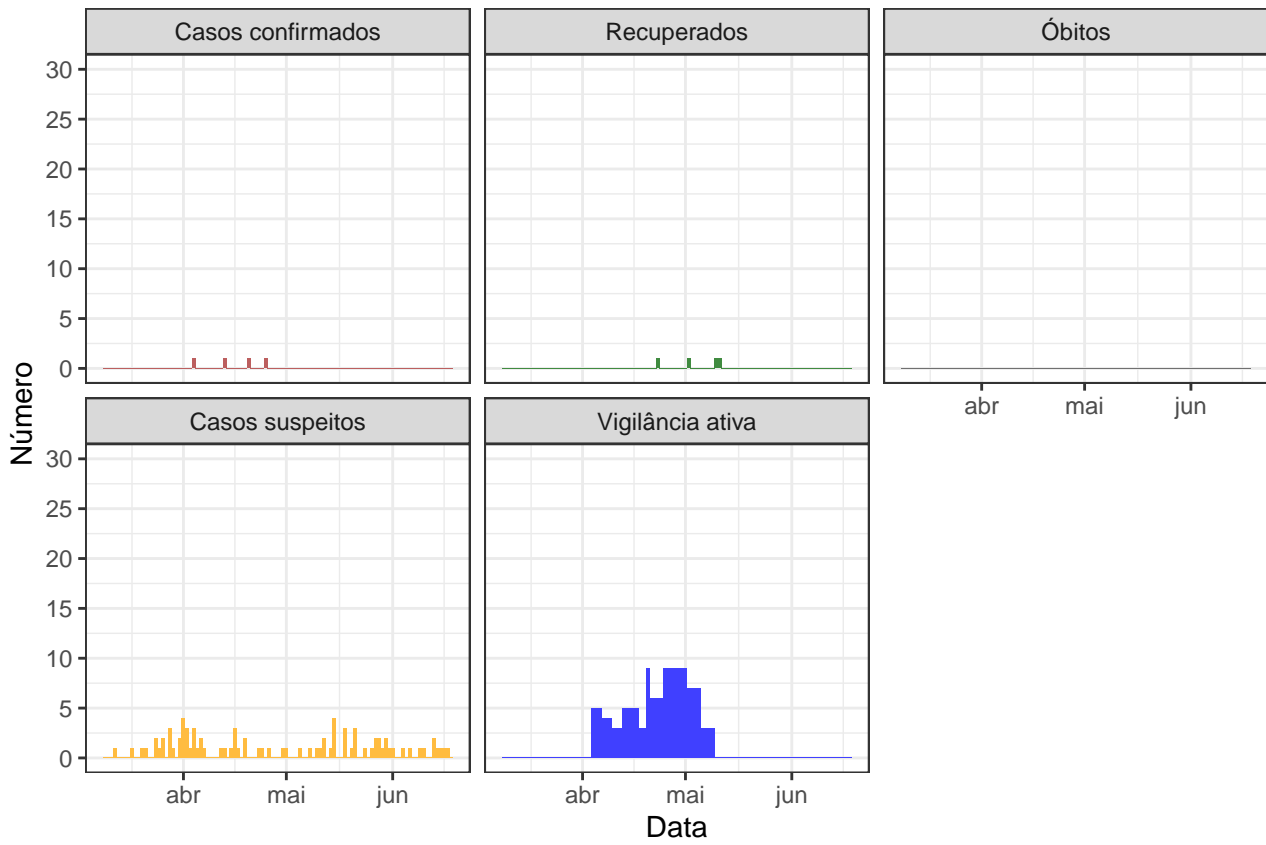 Casos confirmados
Recuperados
Óbitos
30
25
20
15
10
5
0
abr mai jun
Casos suspeitos
Vigilância ativa
30
25
20
15
10
5
0
abr mai jun
abr mai jun
Número
Data